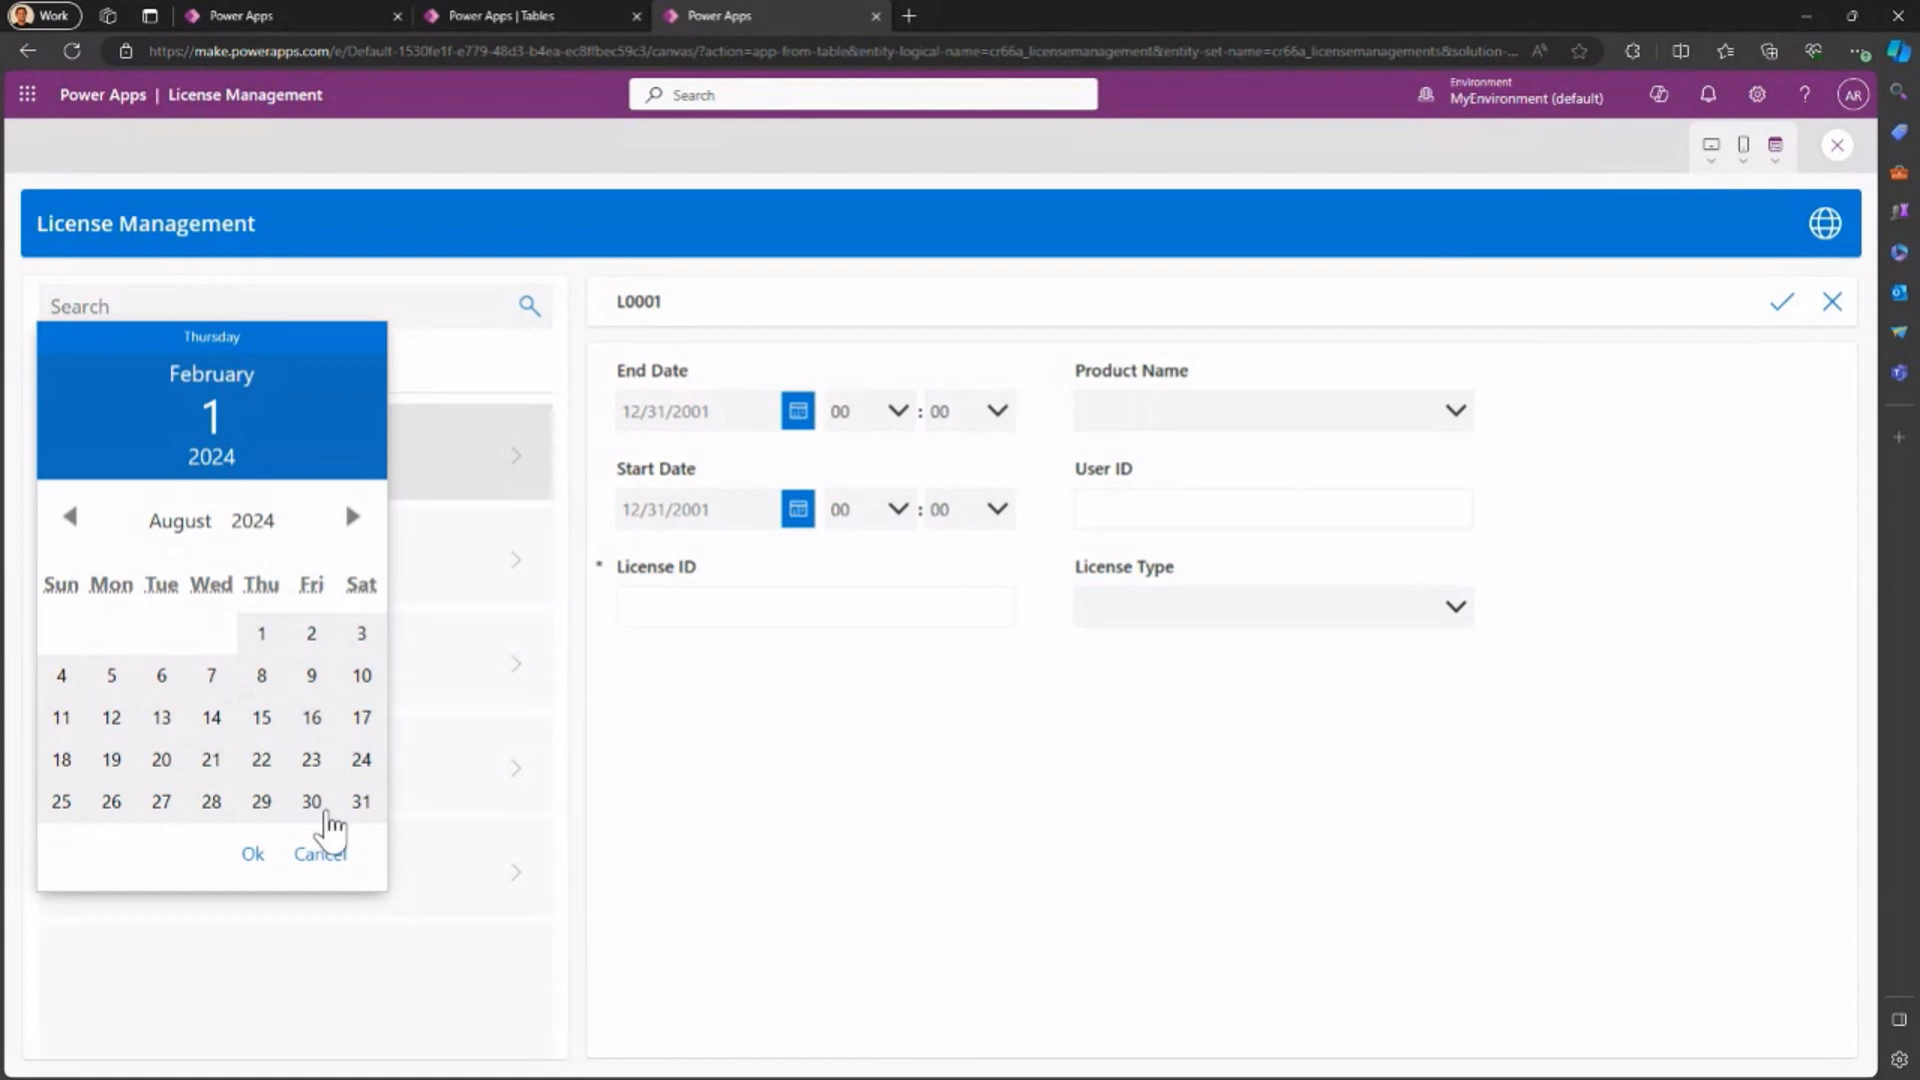 Work
Power Apps
Power Apps | Tables
Power Apps
https://make.powerapps.com/e/Default-1530fe1f-e779-48d3-b4ea-ec8ffbec59c3/canvas/?action=app-from-table&entity-logical-name=cr66a_licensemanagement&entity-set-name=cr66a_licensemanagements&solution-...
Power Apps | License Management
Search
Environment
MyEnvironment (default)
?
AR
License Management
Search
L0001
Thursday
February
1
2024
August 2024
Sun Mon Tue Wed Thu Fri Sat
1 2 3
4 5 6 7 8 9 10
11 12 13 14 15 16 17
18 19 20 21 22 23 24
25 26 27 28 29 30 31
Ok Cancel
End Date
12/31/2001 00 : 00
Product Name
Start Date
12/31/2001 00 : 00
User ID
* License ID
License Type